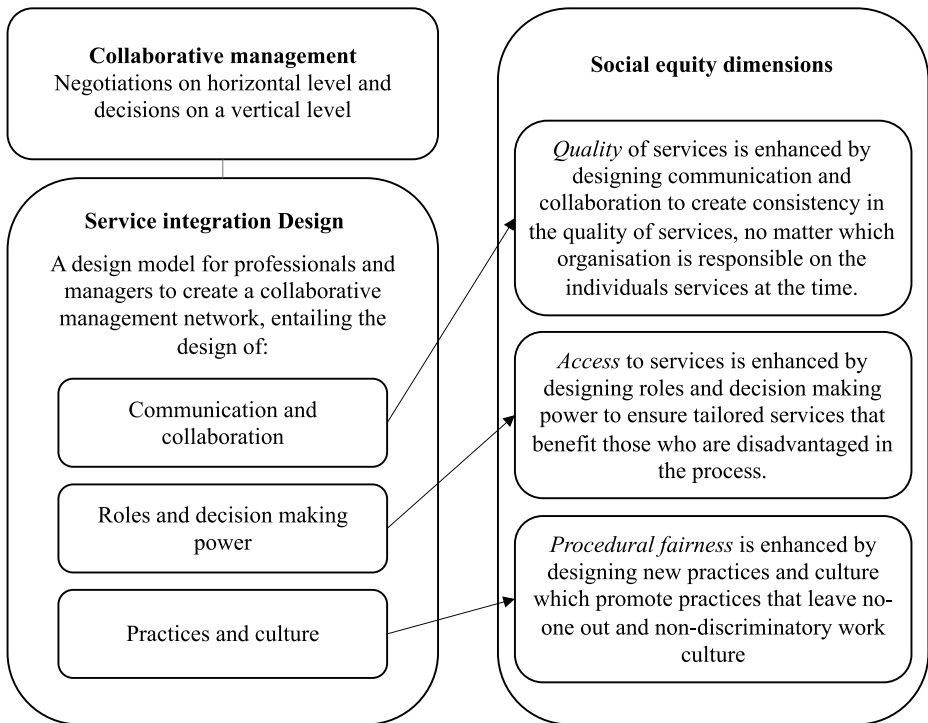 Collaborative management
Negotiations on horizontal level and
decisions on a vertical level
Service integration Design
A design model for professionals and
managers to create a collaborative
management network, entailing the
design of:
Communication and
collaboration
Roles and decision making
power
Practices and culture
Social equity dimensions
Quality of services is enhanced by
designing communication and
collaboration to create consistency in
the quality of services, no matter which
organisation is responsible on the
individuals services at the time.
Access to services is enhanced by
designing roles and decision making
power to ensure tailored services that
benefit those who are disadvantaged in
the process.
Procedural fairness is enhanced by
designing new practices and culture
which promote practices that leave no-
one out and non-discriminatory work
culture